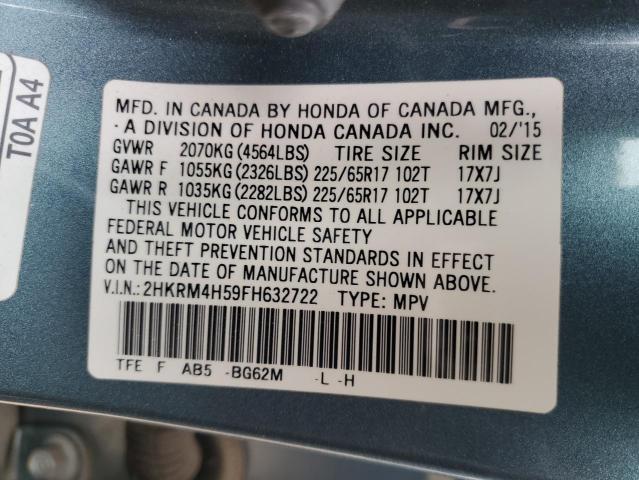 T0A A4
MFD. IN CANADA BY HONDA OF CANADA MFG.,
·A DIVISION OF HONDA CANADA INC. 02/'15
GVWR 2070KG(4564LBS) TIRE SIZE RIM SIZE
GAWR F 1055KG(2326LBS) 225/65R17 102T 17X7J
GAWR R 1035KG(2282LBS) 225/65R17 102T 17X7J
THIS VEHICLE CONFORMS TO ALL APPLICABLE
FEDERAL MOTOR VEHICLE SAFETY
AND THEFT PREVENTION STANDARDS IN EFFECT
ON THE DATE OF MANUFACTURE SHOWN ABOVE.
V.I.N.:2HKRM4H59FH632722 TYPE: MPV
TFE F AB5 -BG62M -L -H